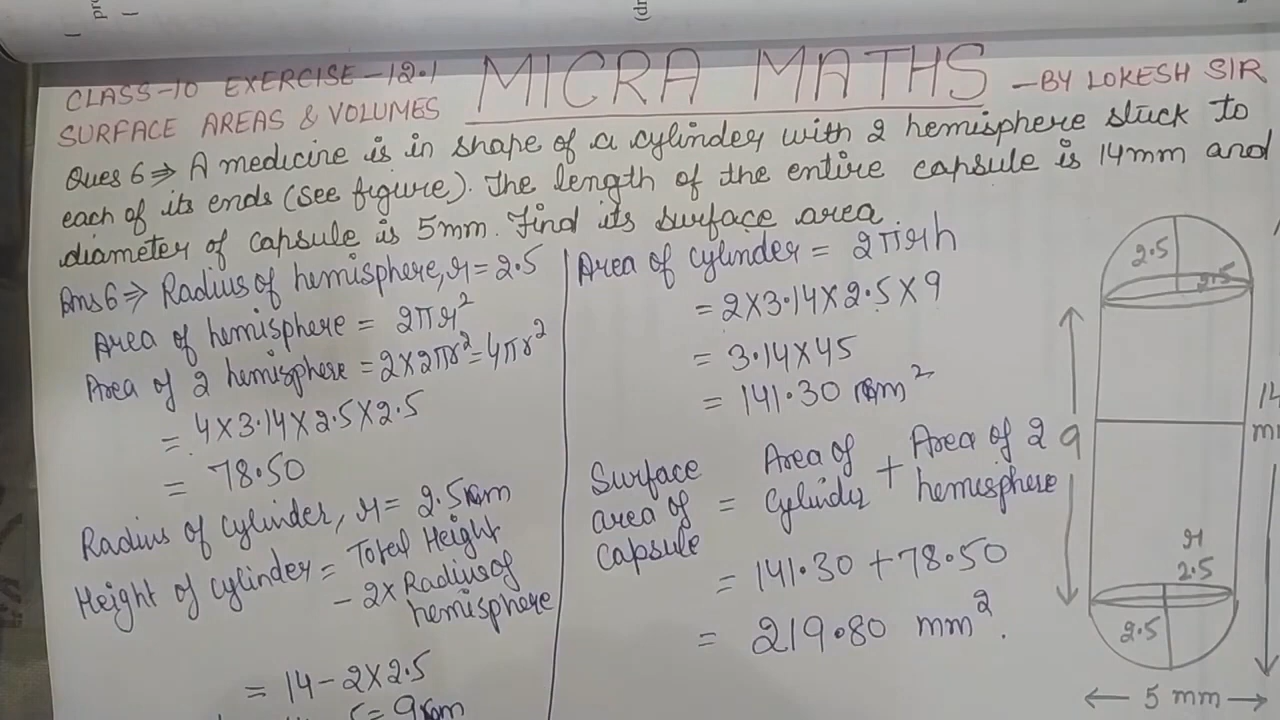 CLASS-10 EXERCISE-12.1
SURFACE AREAS & VOLUMES
MICRA MATHS
-BY LOKESH SIR
Ques 6⇒ A medicine is in shape of a cylinder with 2 hemisphere stuck to
each of its ends (see figure). The length of the entire capsule is 14mm and
diameter of capsule is 5mm. Find its surface area.
Ans 6⇒ Radius of hemisphere, r = 2.5
Area of hemisphere = 2πr²
Area of 2 hemisphere = 2×2πr² = 4πr²
= 4×3.14×2.5×2.5
= 78.50
Radius of cylinder, r = 2.5mm
Height of cylinder = Total Height
- 2× Radius of
hemisphere
= 14-2×2.5
5 = 9mm
Area of cylinder = 2πrh
= 2×3.14×2.5×9
= 3.14×45
= 141.30 mm²
Surface area of capsule = Area of cylinder + Area of 2 hemisphere
= 141.30+78.50
= 219.80 mm².
2.5
2.5
9
14
r
2.5
2.5
5 mm